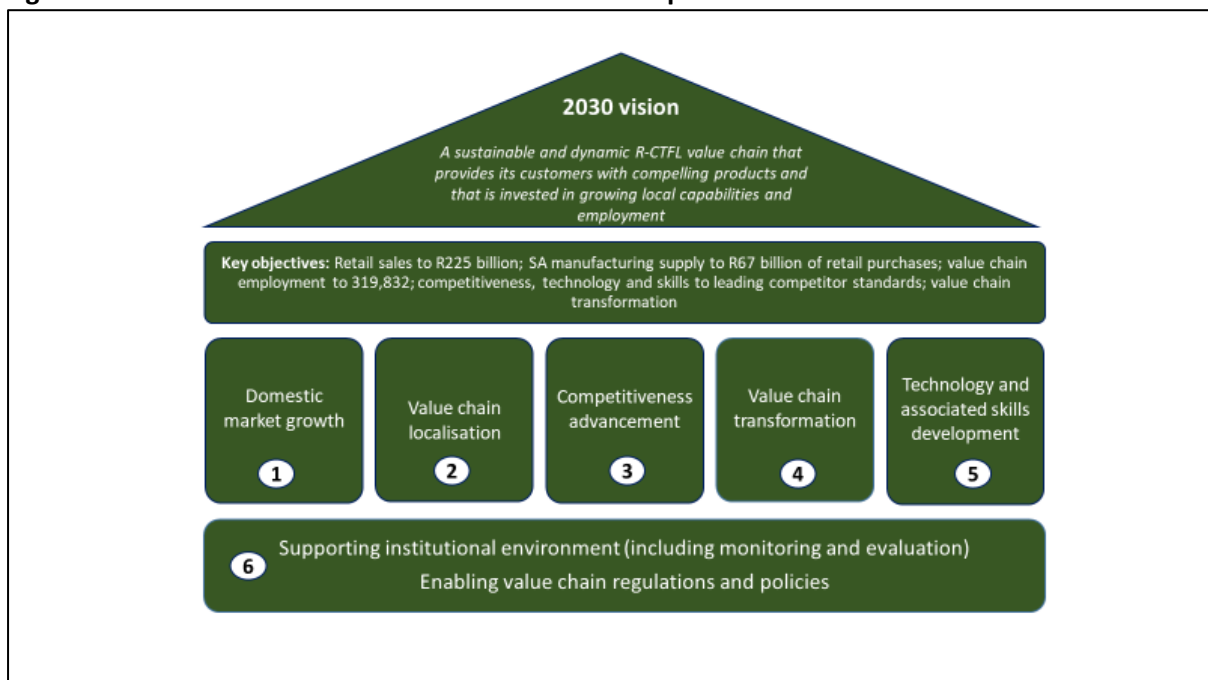 2030 vision
A sustainable and dynamic R-CTFL value chain that
provides its customers with compelling products and
that is invested in growing local capabilities and
employment
Key objectives: Retail sales to R225 billion; SA manufacturing supply to R67 billion of retail purchases; value chain
employment to 319,832; competitiveness, technology and skills to leading competitor standards; value chain
transformation
Domestic
market growth
1
Value chain
localisation
2
Competitiveness
advancement
3
Value chain
transformation
4
Technology and
associated skills
development
5
6
Supporting institutional environment (including monitoring and evaluation)
Enabling value chain regulations and policies